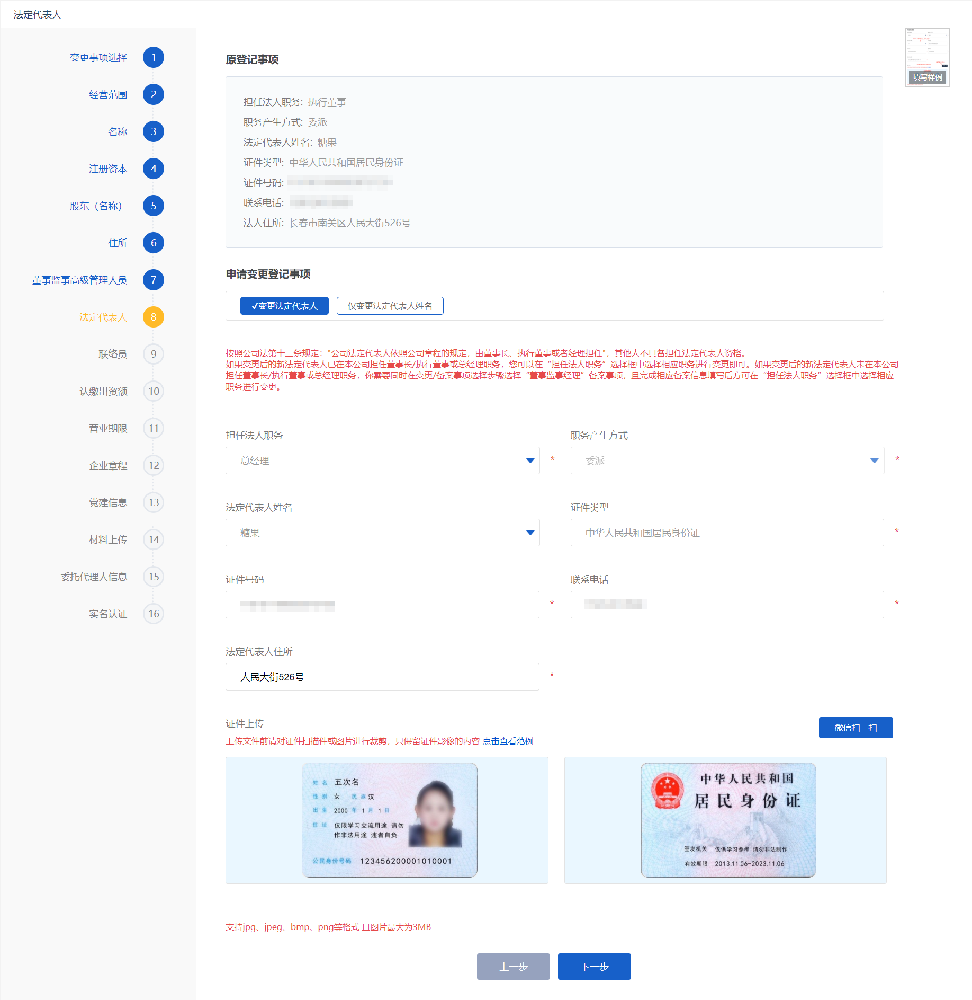 法定代表人
变更事项选择 1
经营范围 2
名称 3
注册资本 4
股东（名称） 5
住所 6
董事监事高级管理人员 7
法定代表人 8
联络员 9
认缴出资额 10
营业期限 11
企业章程 12
党建信息 13
材料上传 14
委托代理人信息 15
实名认证 16
填写样例
原登记事项
担任法人职务: 执行董事
职务产生方式: 委派
法定代表人姓名: 糖果
证件类型: 中华人民共和国居民身份证
证件号码:
联系电话:
法人住所: 长春市南关区人民大街526号
申请变更登记事项
✓变更法定代表人 仅变更法定代表人姓名
按照公司法第十三条规定："公司法定代表人依照公司章程的规定，由董事长、执行董事或者经理担任"，其他人不具备担任法定代表人资格。
如果变更后的新法定代表人已在本公司担任董事长/执行董事或总经理职务，您可以在“担任法人职务”选择框中选择相应职务进行变更即可。如果变更后的新法定代表人未在本公司
担任董事长/执行董事或总经理职务，你需要同时在变更/备案事项选择步骤选择“董事监事经理”备案事项，且完成相应备案信息填写后方可在“担任法人职务”选择框中选择相应
职务进行变更。
担任法人职务 职务产生方式
总经理 * 委派 *
法定代表人姓名 证件类型
糖果 中华人民共和国居民身份证 *
证件号码 联系电话
* *
法定代表人住所
人民大街526号 *
证件上传
微信扫一扫
上传文件前请对证件扫描件或图片进行裁剪，只保留证件影像的内容 点击查看范例
姓名 五次名
性别 女 民族 汉
出生 2000 年 1 月 1 日
住址 仅限学习交流用途 请勿
作非法用途 违者自负
公民身份号码 123456200001010001
中华人民共和国
居民身份证
签发机关 仅供学习参考 请勿非法制作
有效期限 2013.11.06-2023.11.06
支持jpg、jpeg、bmp、png等格式 且图片最大为3MB
上一步 下一步